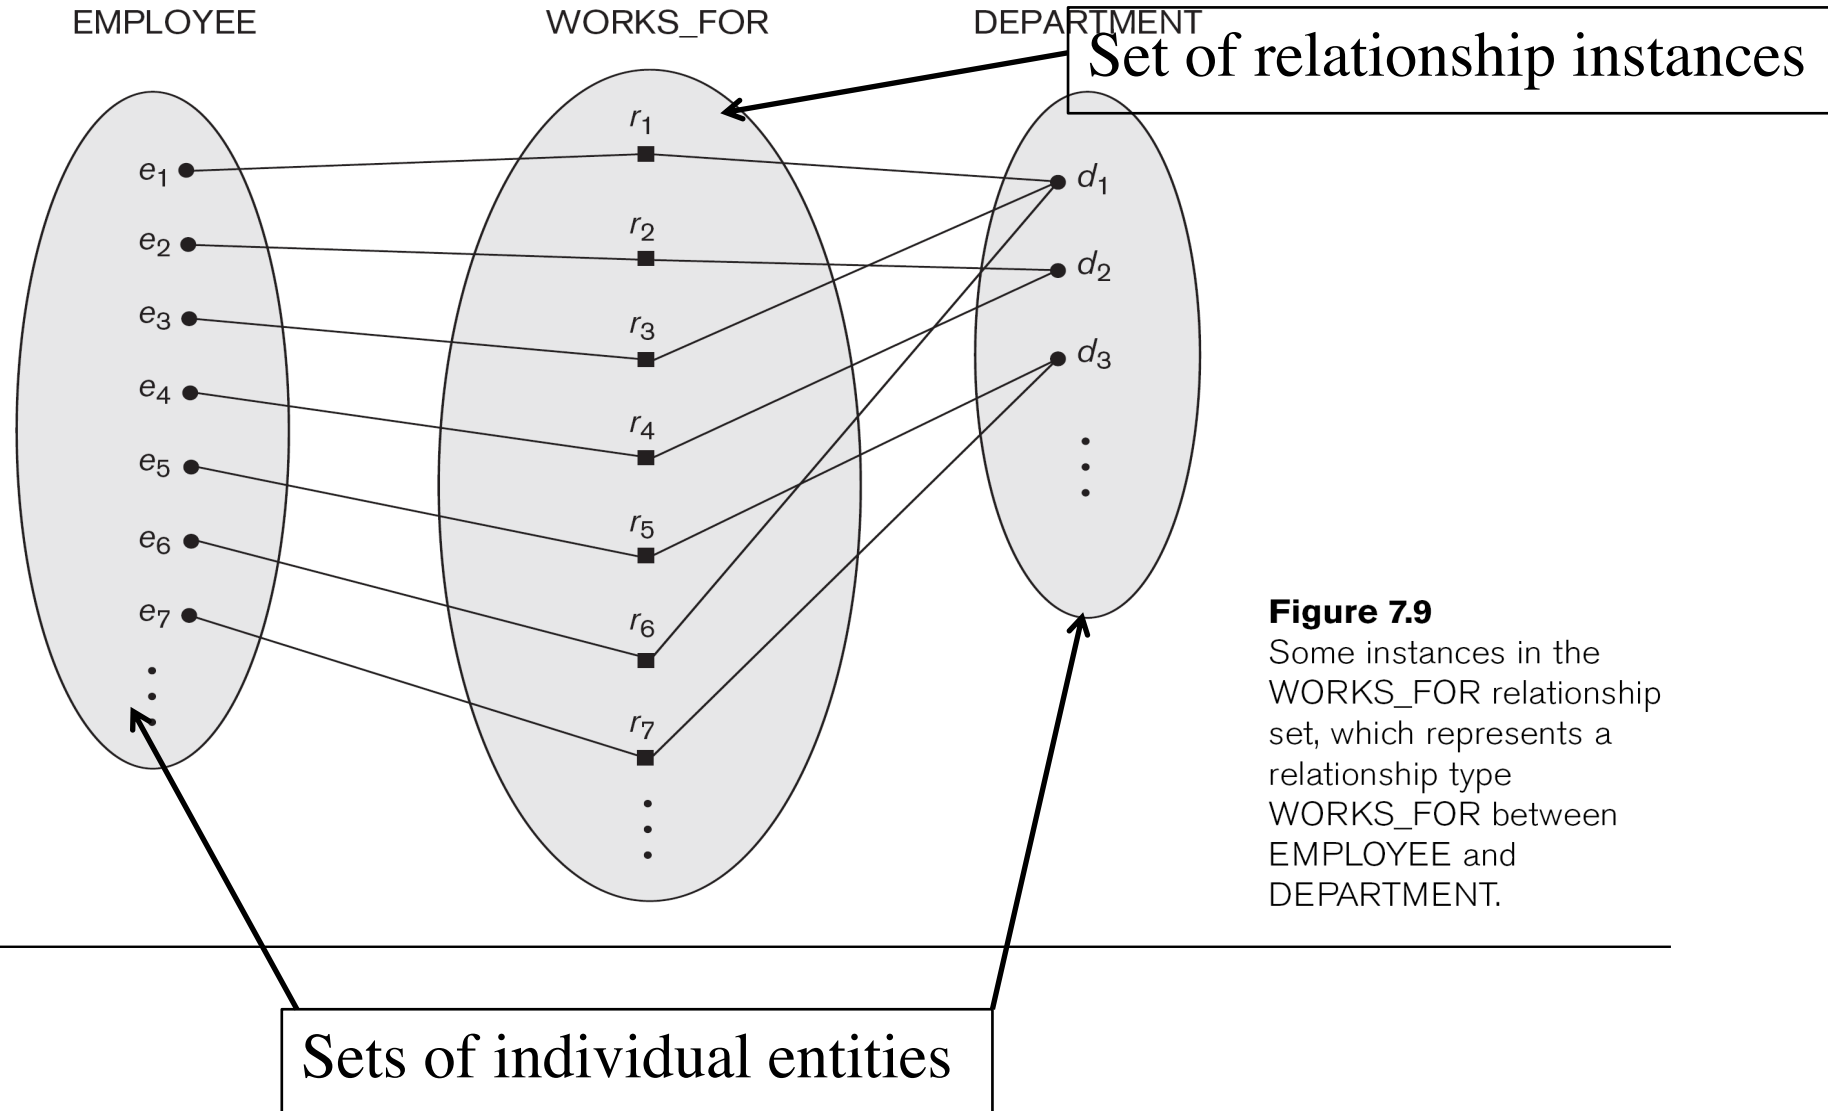 EMPLOYEE
WORKS_FOR
DEPARTMENT
Set of relationship instances
e1
e2
e3
e4
e5
e6
e7
r1
r2
r3
r4
r5
r6
r7
d1
d2
d3
Figure 7.9
Some instances in the
WORKS_FOR relationship
set, which represents a
relationship type
WORKS_FOR between
EMPLOYEE and
DEPARTMENT.
Sets of individual entities